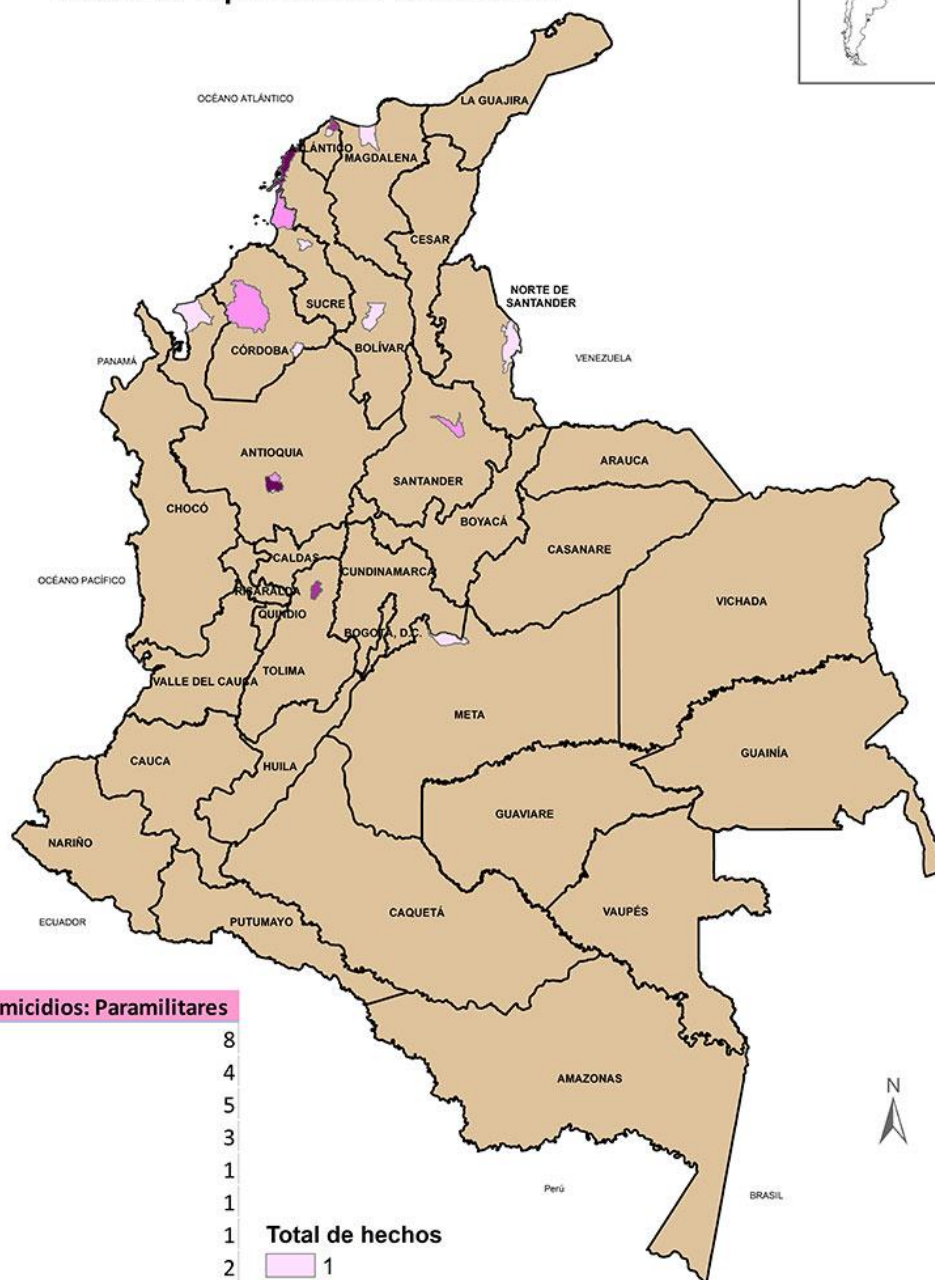 OCÉANO ATLÁNTICO
LA GUAJIRA
ATLÁNTICO
MAGDALENA
CESAR
NORTE DE
SANTANDER
SUCRE
CÓRDOBA
BOLÍVAR
PANAMÁ
VENEZUELA
ANTIOQUIA
ARAUCA
SANTANDER
CHOCÓ
BOYACÁ
CASANARE
CALDAS
CUNDINAMARCA
OCÉANO PACÍFICO
RISARALDA
VICHADA
QUINDIO
BOGOTÁ, D.C.
TOLIMA
VALLE DEL CAUCA
META
GUAINÍA
CAUCA
HUILA
GUAVIARE
NARIÑO
CAQUETÁ
VAUPÉS
ECUADOR
PUTUMAYO
micidios: Paramilitares
8
4
5
3
1
1
1
2
AMAZONAS
N
Perú
BRASIL
Total de hechos
1